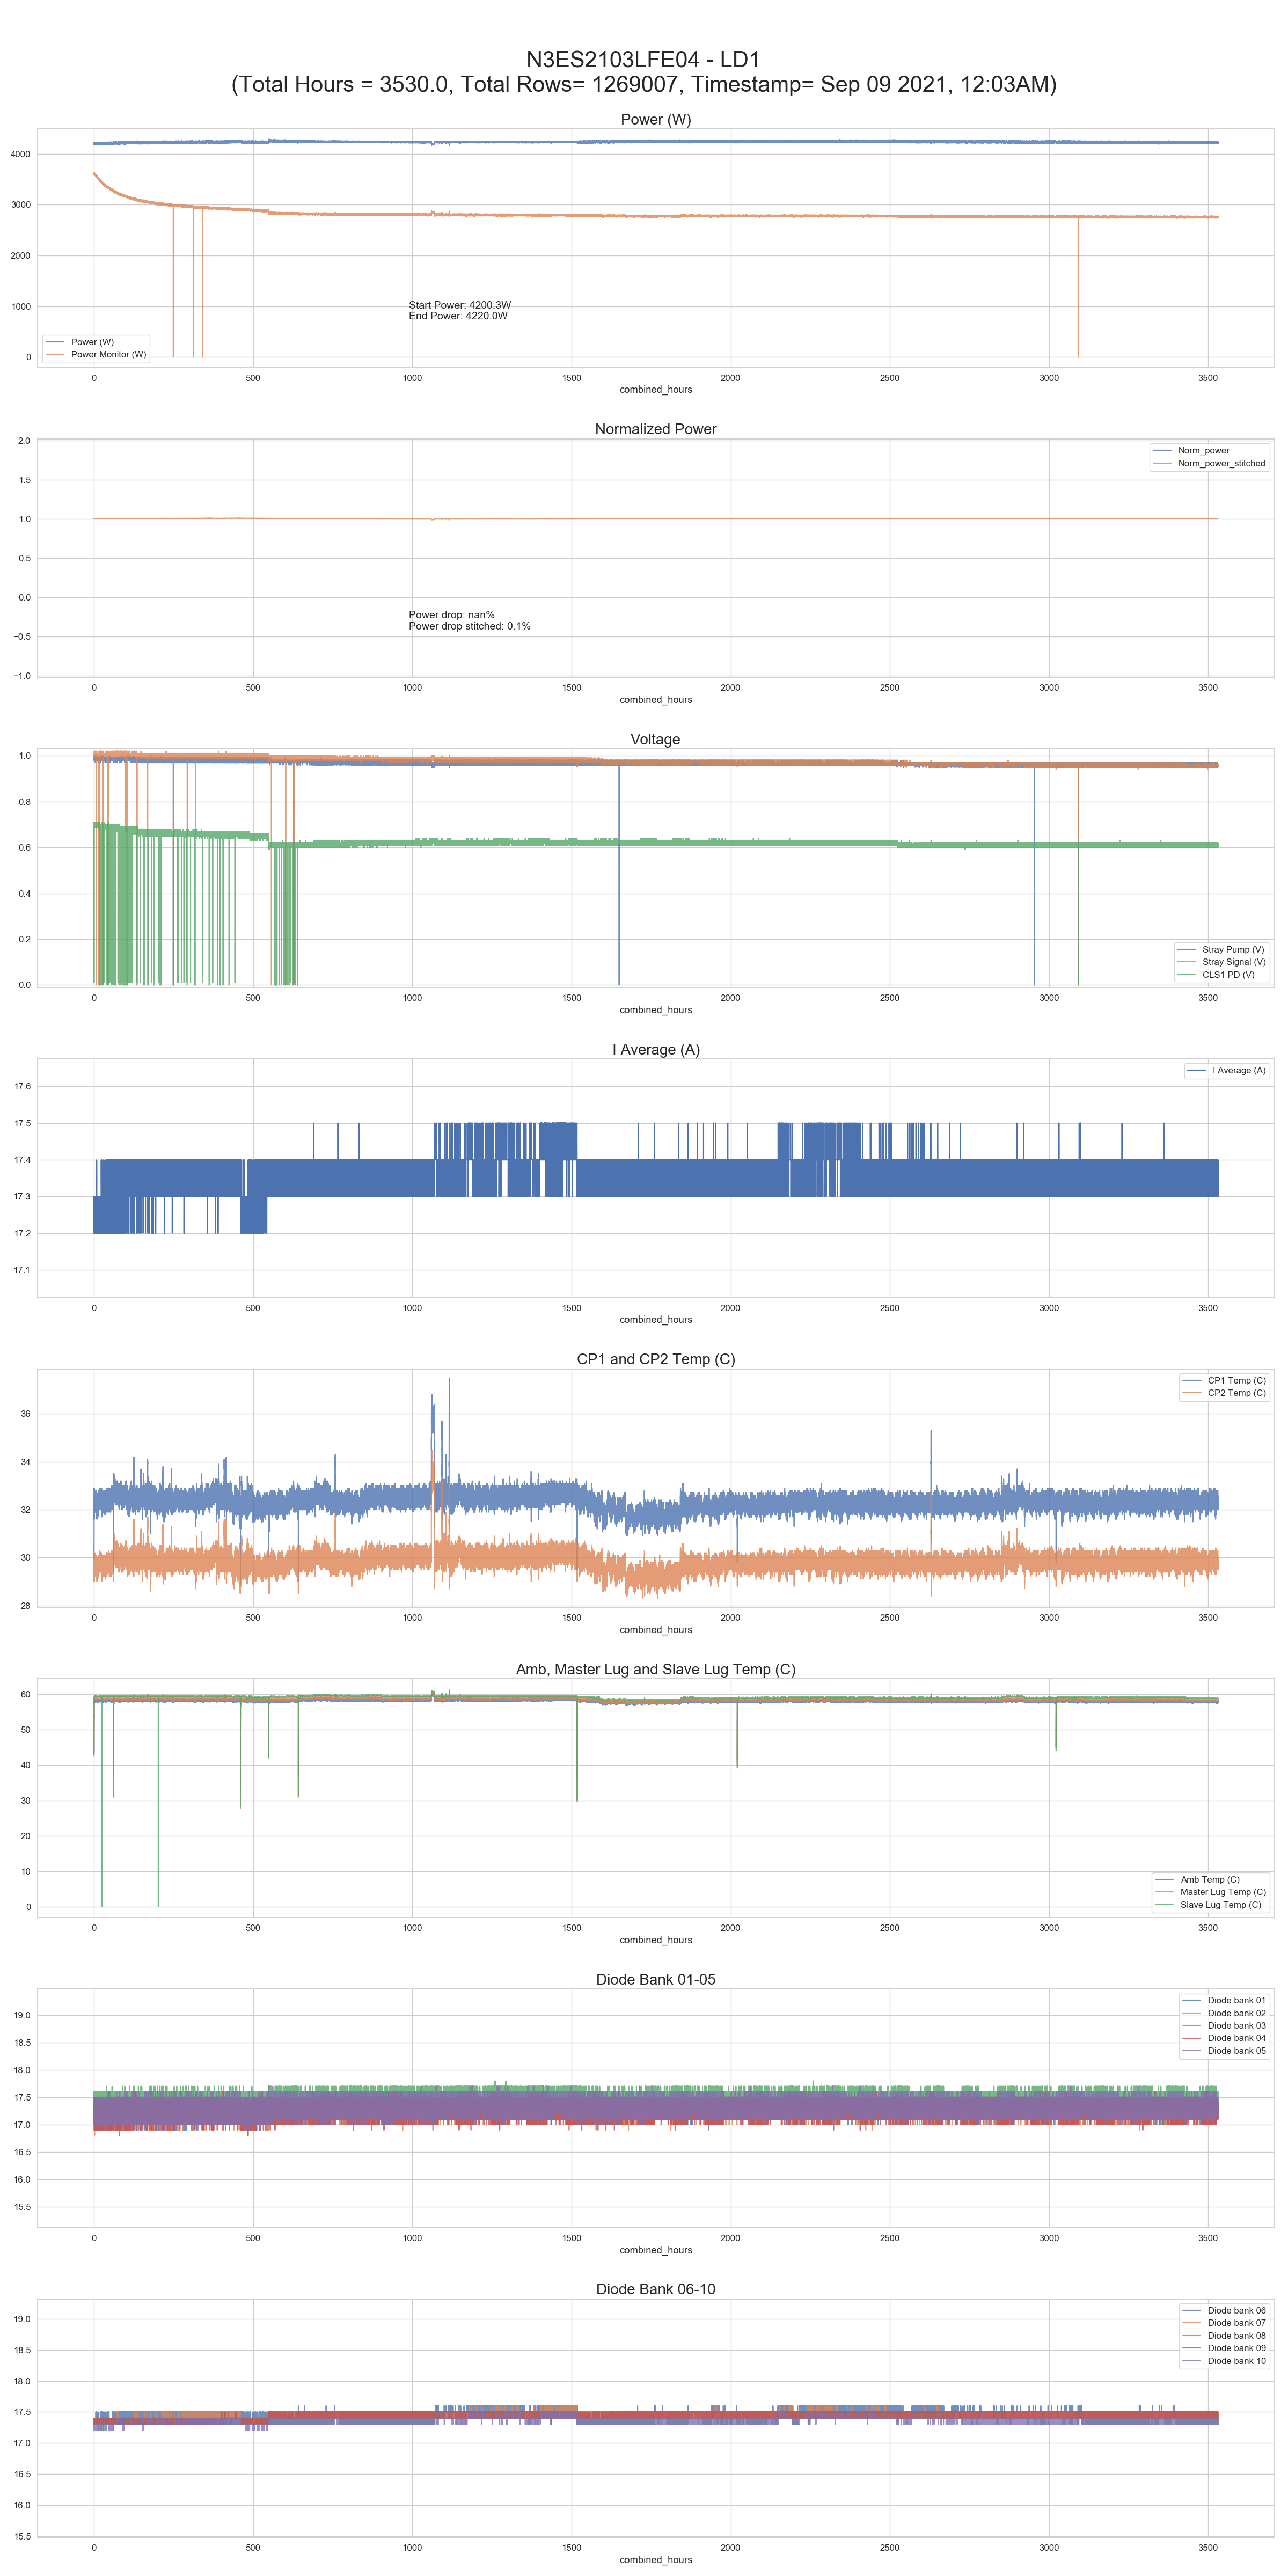 N3ES2103LFE04 - LD1
(Total Hours = 3530.0, Total Rows= 1269007, Timestamp= Sep 09 2021, 12:03AM)
Power (W)
4000
3000
2000
1000
0
Start Power: 4200.3W
End Power: 4220.0W
Power (W)
Power Monitor (W)
0 500 1000 1500 2000 2500 3000 3500
combined_hours
Normalized Power
2.0
1.5
1.0
0.5
0.0
−0.5
−1.0
Norm_power
Norm_power_stitched
Power drop: nan%
Power drop stitched: 0.1%
0 500 1000 1500 2000 2500 3000 3500
combined_hours
Voltage
1.0
0.8
0.6
0.4
0.2
0.0
Stray Pump (V)
Stray Signal (V)
CLS1 PD (V)
0 500 1000 1500 2000 2500 3000 3500
combined_hours
I Average (A)
17.6
17.5
17.4
17.3
17.2
17.1
I Average (A)
0 500 1000 1500 2000 2500 3000 3500
combined_hours
CP1 and CP2 Temp (C)
36
34
32
30
28
CP1 Temp (C)
CP2 Temp (C)
0 500 1000 1500 2000 2500 3000 3500
combined_hours
Amb, Master Lug and Slave Lug Temp (C)
60
50
40
30
20
10
0
Amb Temp (C)
Master Lug Temp (C)
Slave Lug Temp (C)
0 500 1000 1500 2000 2500 3000 3500
combined_hours
Diode Bank 01-05
19.0
18.5
18.0
17.5
17.0
16.5
16.0
15.5
Diode bank 01
Diode bank 02
Diode bank 03
Diode bank 04
Diode bank 05
0 500 1000 1500 2000 2500 3000 3500
combined_hours
Diode Bank 06-10
19.0
18.5
18.0
17.5
17.0
16.5
16.0
15.5
Diode bank 06
Diode bank 07
Diode bank 08
Diode bank 09
Diode bank 10
0 500 1000 1500 2000 2500 3000 3500
combined_hours